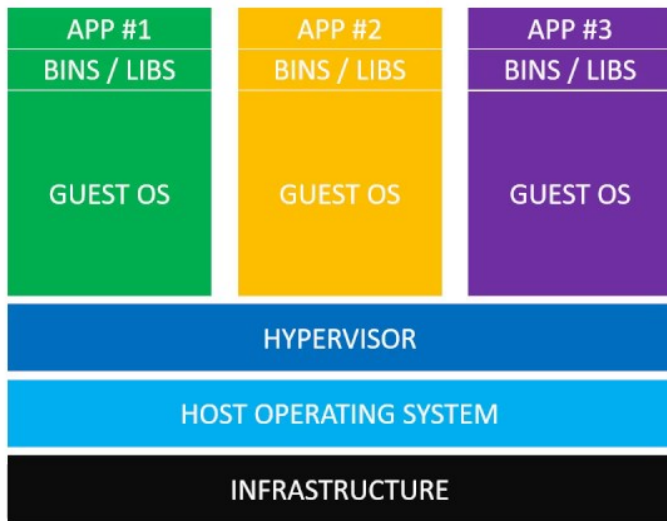 APP #1
BINS / LIBS
GUEST OS
APP #2
BINS / LIBS
GUEST OS
APP #3
BINS / LIBS
GUEST OS
HYPERVISOR
HOST OPERATING SYSTEM
INFRASTRUCTURE